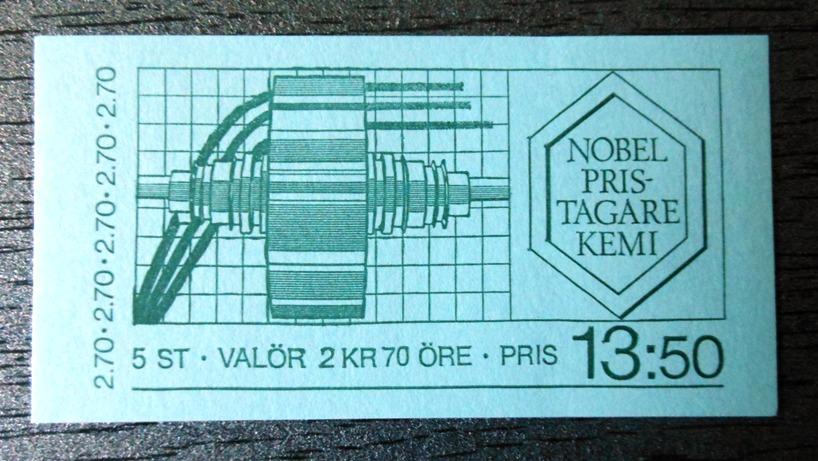 2.70·2.70·2.70·2.70·2.70
NOBEL
PRIS-
TAGARE
KEMI
5 ST · VALÖR 2 KR 70 ÖRE · PRIS 13:50